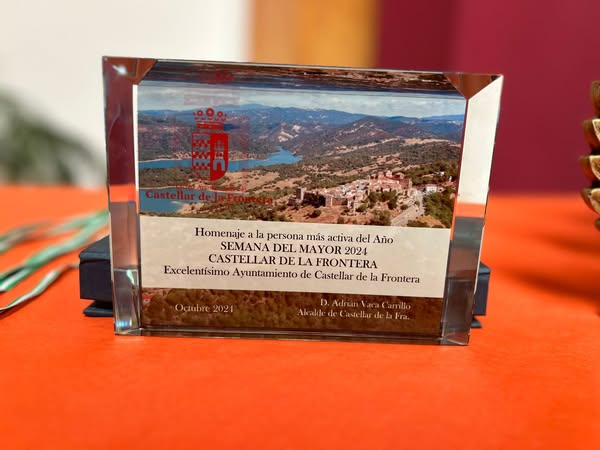 Castellar de la Frontera
Homenaje a la persona más activa del Año
SEMANA DEL MAYOR 2024
CASTELLAR DE LA FRONTERA
Excelentísimo Ayuntamiento de Castellar de la Frontera
Octubre 2024
D. Adrián Vaca Carrillo
Alcalde de Castellar de la Fra.